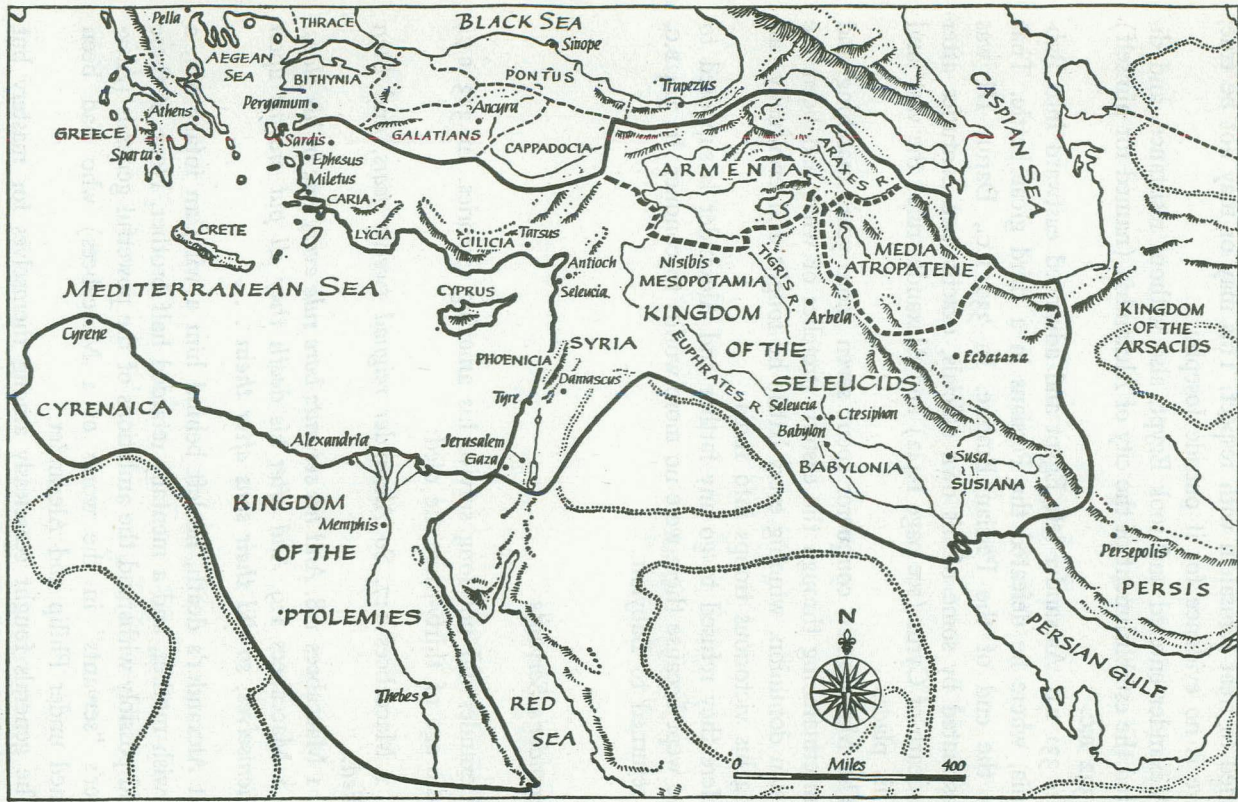 Pella
THRACE
BLACK SEA
Sinope
AEGEAN
SEA
BITHYNIA
PONTUS
Trapezus
CASPIAN SEA
Pergamum
Ancyra
Athens
GREECE
Sardis
GALATIANS
CAPPADOCIA
Sparta
Ephesus
Miletus
CARIA
ARMENIA
ARAXES R.
LYCIA
CILICIA
Tarsus
CRETE
MEDIA
ATROPATENE
Nisibis
MESOPOTAMIA
TIGRIS R.
Antioch
Seleucia
MEDITERRANEAN SEA
CYPRUS
KINGDOM
OF THE
SELEUCIDS
Arbela
KINGDOM
OF THE
ARSACIDS
Cyrene
PHOENICIA
SYRIA
EUPHRATES R.
Ecbatana
Damascus
Tyre
CYRENAICA
Seleucia
Ctesiphon
Alexandria
Jerusalem
Gaza
Babylon
BABYLONIA
Susa
SUSIANA
KINGDOM
OF THE
PTOLEMIES
Memphis
Persepolis
PERSIS
PERSIAN GULF
N
Thebes
RED
SEA
0 Miles 400